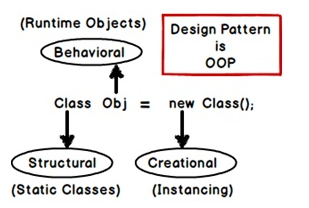 (Runtime Objects)
Behavioral
Design Pattern
is
OOP
Class Obj = new Class();
Structural
Creational
(Static Classes)
(Instancing)